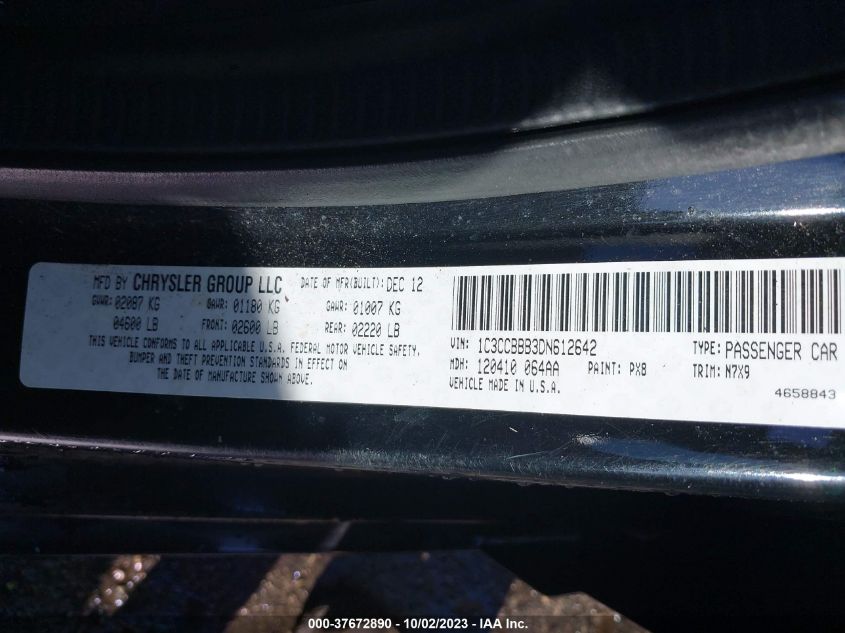 MFD BY CHRYSLER GROUP LLC DATE OF MFR(BUILT): DEC 12
GVWR: 02087 KG GAWR: 01180 KG GAWR: 01007 KG
04600 LB FRONT: 02600 LB REAR: 02220 LB
THIS VEHICLE CONFORMS TO ALL APPLICABLE U.S.A. FEDERAL MOTOR VEHICLE SAFETY,
BUMPER AND THEFT PREVENTION STANDARDS IN EFFECT ON
THE DATE OF MANUFACTURE SHOWN ABOVE.
VIN: 1C3CCBBB3DN612642 TYPE: PASSENGER CAR
MDH: 120410 064AA PAINT: PX8 TRIM: N7X9
VEHICLE MADE IN U.S.A.
4658843
000-37672890 - 10/02/2023 - IAA Inc.